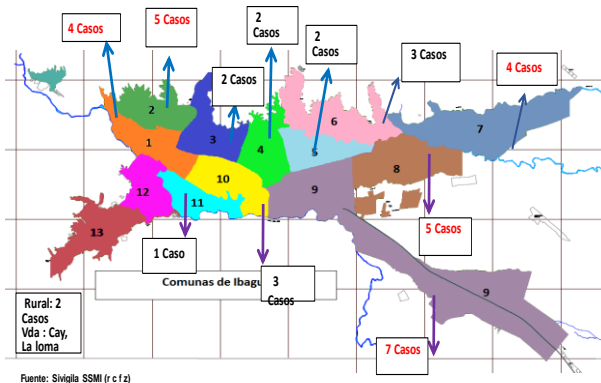 4 Casos
5 Casos
2
Casos
2
Casos
3 Casos
4 Casos
2 Casos
2
3
4
5
6
7
1
8
10
9
12
11
13
9
1 Caso
3
Casos
5 Casos
7 Casos
Comunas de Ibagu
Rural: 2
Casos
Vda : Cay,
La loma
Fuente: Sivigila SSMI (r c f z)